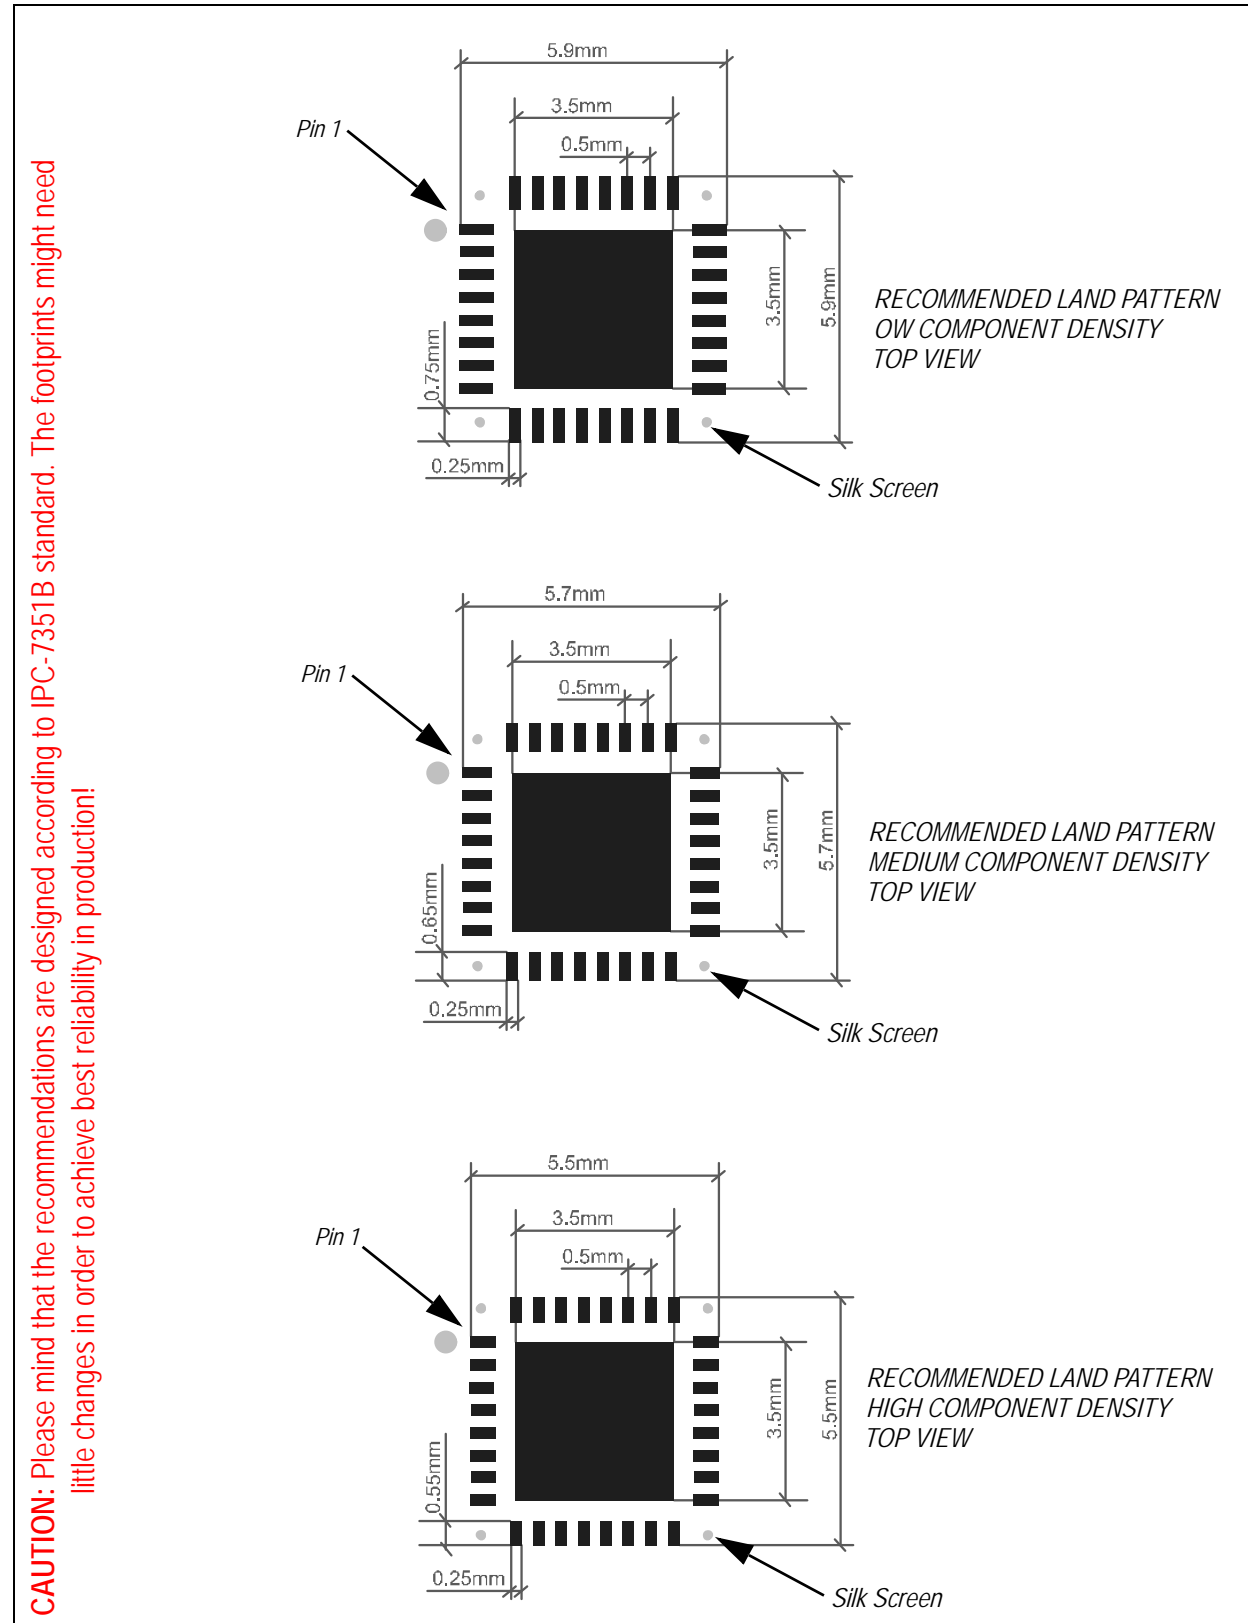 CAUTION: Please mind that the recommendations are designed according to IPC-7351B standard. The footprints might need
little changes in order to achieve best reliability in production!
5.9mm
3.5mm
0.5mm
Pin 1
3.5mm
5.9mm
0.75mm
0.25mm
RECOMMENDED LAND PATTERN
OW COMPONENT DENSITY
TOP VIEW
Silk Screen
5.7mm
3.5mm
0.5mm
Pin 1
3.5mm
5.7mm
0.65mm
0.25mm
RECOMMENDED LAND PATTERN
MEDIUM COMPONENT DENSITY
TOP VIEW
Silk Screen
5.5mm
3.5mm
0.5mm
Pin 1
3.5mm
5.5mm
0.55mm
0.25mm
RECOMMENDED LAND PATTERN
HIGH COMPONENT DENSITY
TOP VIEW
Silk Screen